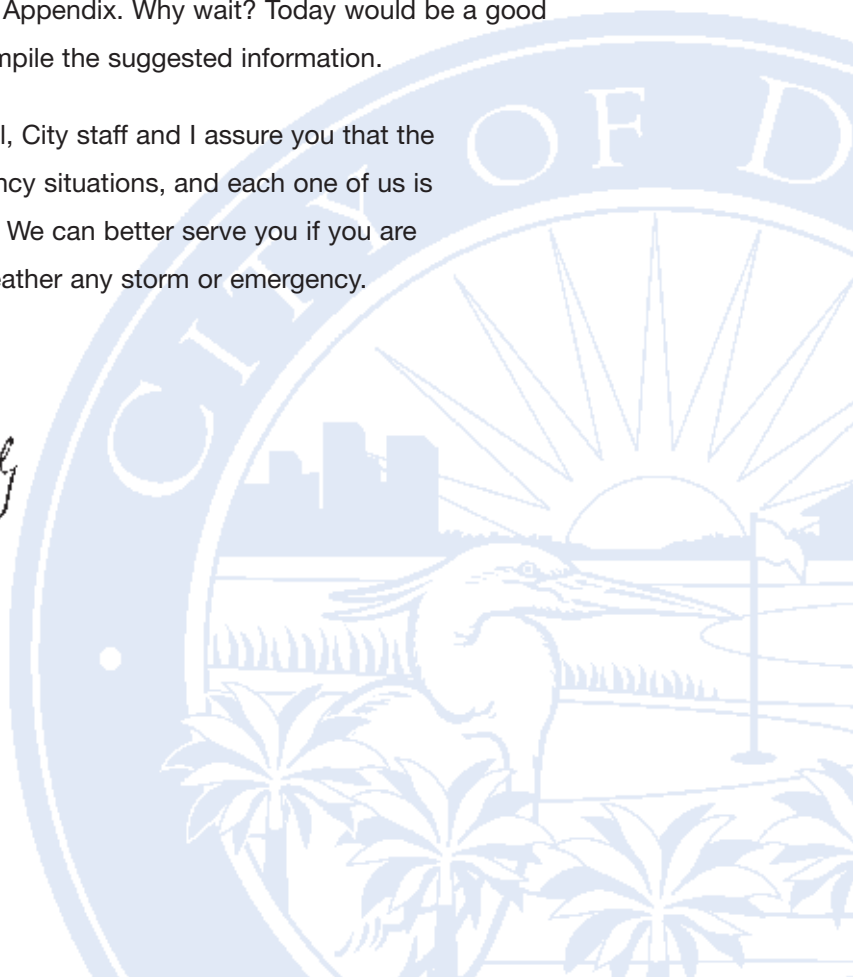 Appendix. Why wait? Today would be a good
mpile the suggested information.
l, City staff and I assure you that the
ncy situations, and each one of us is
We can better serve you if you are
eather any storm or emergency.
CITY OF D